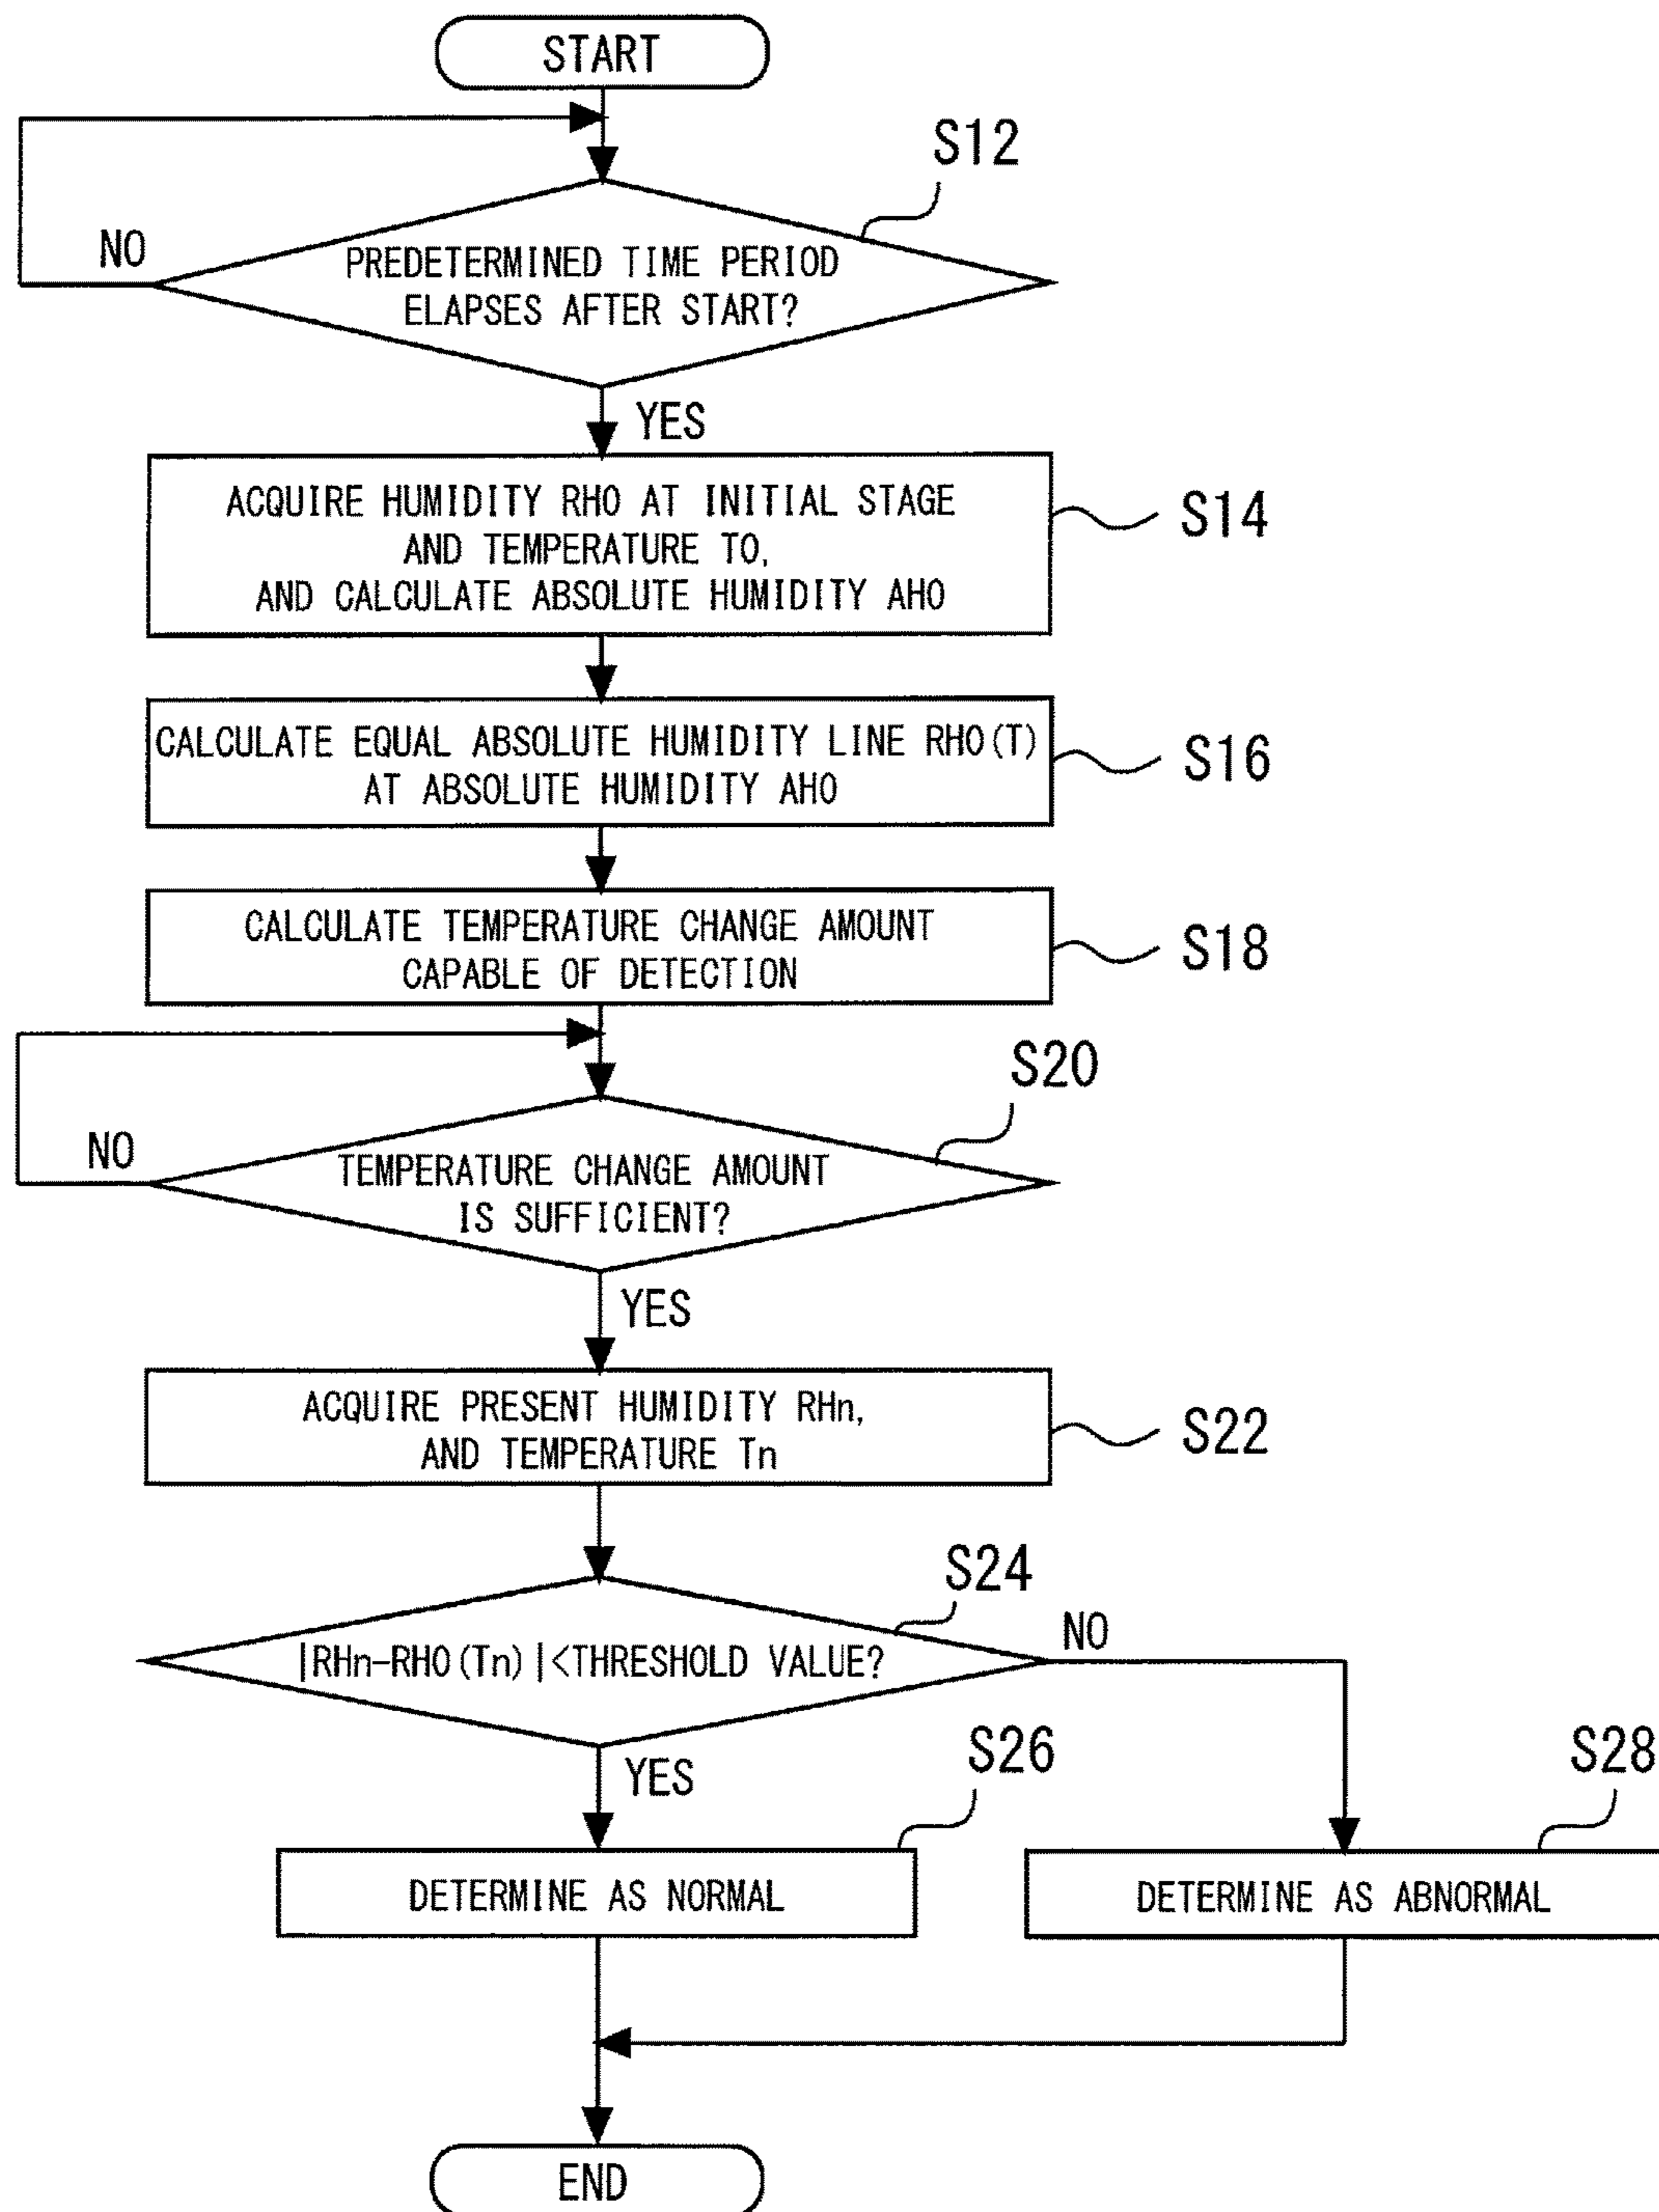 START
S12
NO
PREDETERMINED TIME PERIOD
ELAPSES AFTER START?
YES
ACQUIRE HUMIDITY RH0 AT INITIAL STAGE
AND TEMPERATURE T0,
AND CALCULATE ABSOLUTE HUMIDITY AH0
S14
CALCULATE EQUAL ABSOLUTE HUMIDITY LINE RH0(T)
AT ABSOLUTE HUMIDITY AH0
S16
CALCULATE TEMPERATURE CHANGE AMOUNT
CAPABLE OF DETECTION
S18
S20
NO
TEMPERATURE CHANGE AMOUNT
IS SUFFICIENT?
YES
ACQUIRE PRESENT HUMIDITY RHn,
AND TEMPERATURE Tn
S22
S24
|RHn-RH0(Tn)|<THRESHOLD VALUE?
NO
YES
S26
S28
DETERMINE AS NORMAL
DETERMINE AS ABNORMAL
END